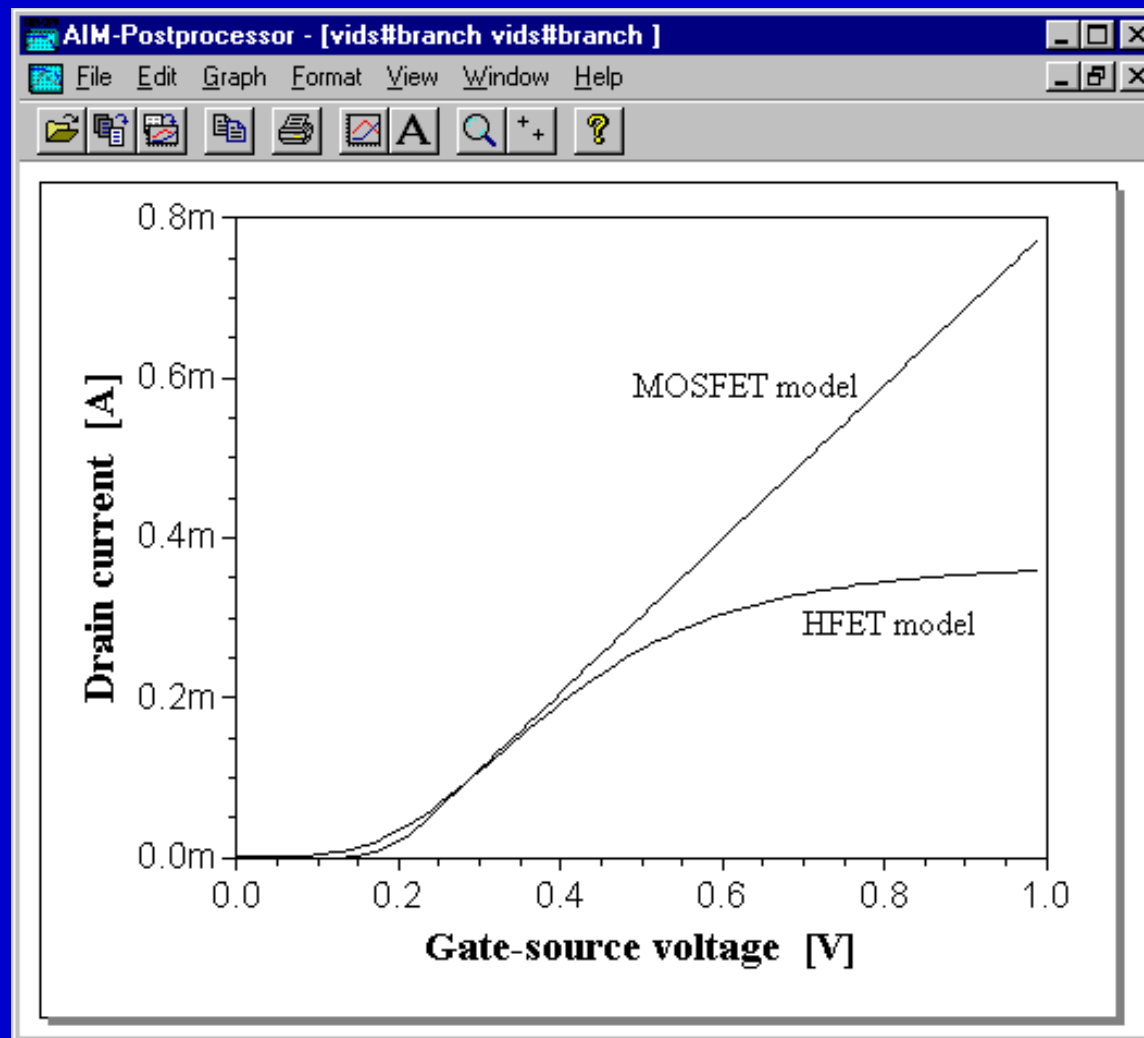 AIM-Postprocessor - [vids#branch vids#branch ]
File Edit Graph Format View Window Help
A
?
0.8m
0.6m
0.4m
0.2m
0.0m
Drain current [A]
MOSFET model
HFET model
0.0 0.2 0.4 0.6 0.8 1.0
Gate-source voltage [V]